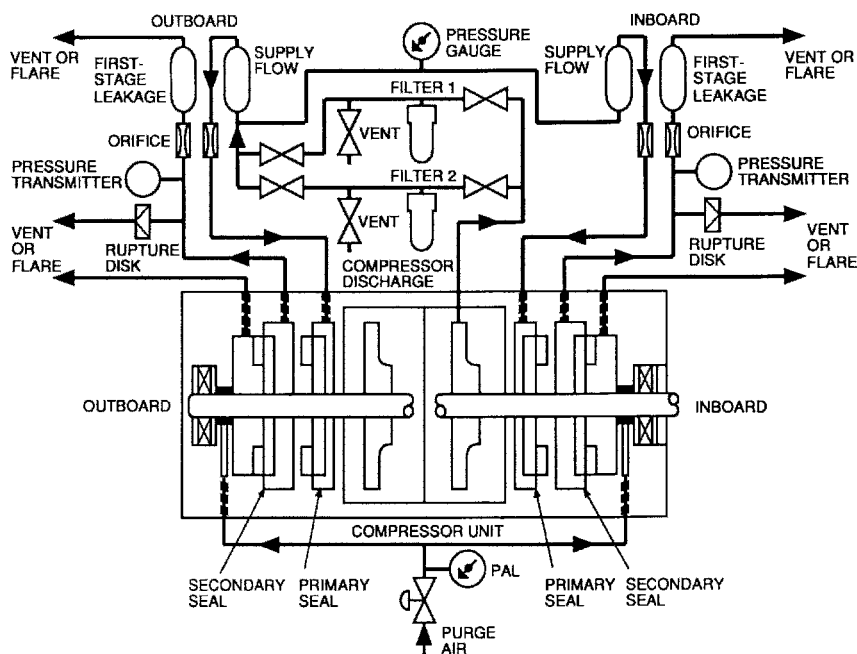 OUTBOARD
INBOARD
VENT OR
FLARE
FIRST-
STAGE
LEAKAGE
SUPPLY
FLOW
PRESSURE
GAUGE
SUPPLY
FLOW
FIRST-
STAGE
LEAKAGE
VENT OR
FLARE
FILTER 1
ORIFICE
VENT
ORIFICE
PRESSURE
TRANSMITTER
FILTER 2
PRESSURE
TRANSMITTER
VENT
OR
FLARE
RUPTURE
DISK
VENT
COMPRESSOR
DISCHARGE
RUPTURE
DISK
VENT
OR
FLARE
OUTBOARD
INBOARD
COMPRESSOR UNIT
SECONDARY
SEAL
PRIMARY
SEAL
PAL
PRIMARY
SEAL
SECONDARY
SEAL
PURGE
AIR